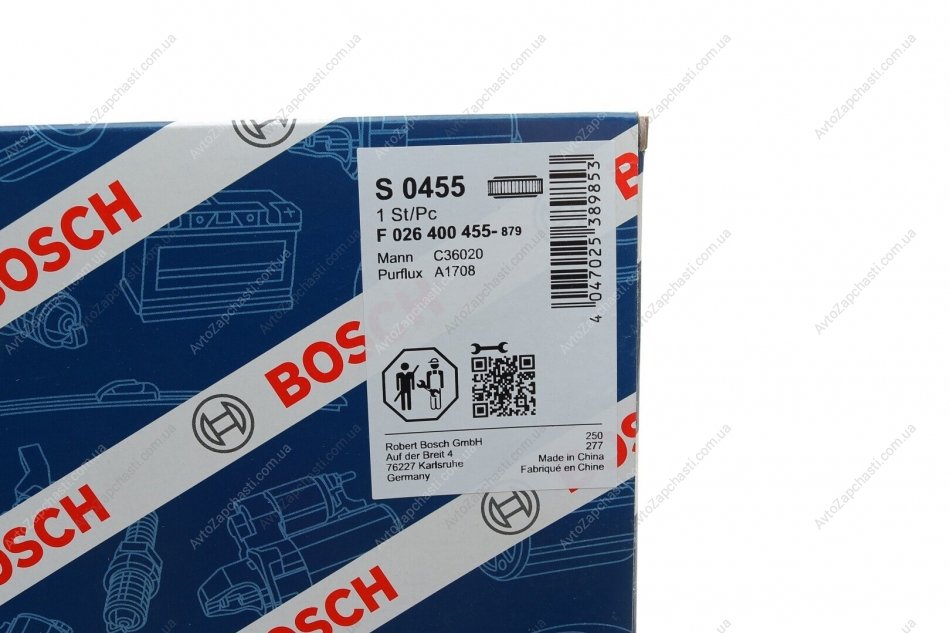 S 0455
1 St/Pc
F 026 400 455- 879
Mann C36020
Purflux A1708
4 047025 389853
Robert Bosch GmbH
Auf der Breit 4
76227 Karlsruhe
Germany
250
277
Made in China
Fabriqué en Chine
BOSCH
BOSCH
BOSCH
BOSCH
AvtoZapchasti.com.ua